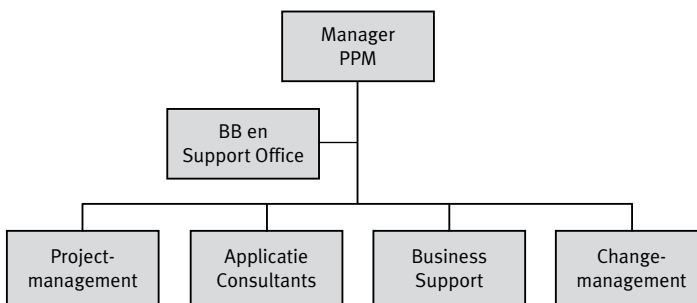 Manager
PPM
BB en
Support Office
Project-
management
Applicatie
Consultants
Business
Support
Change-
management